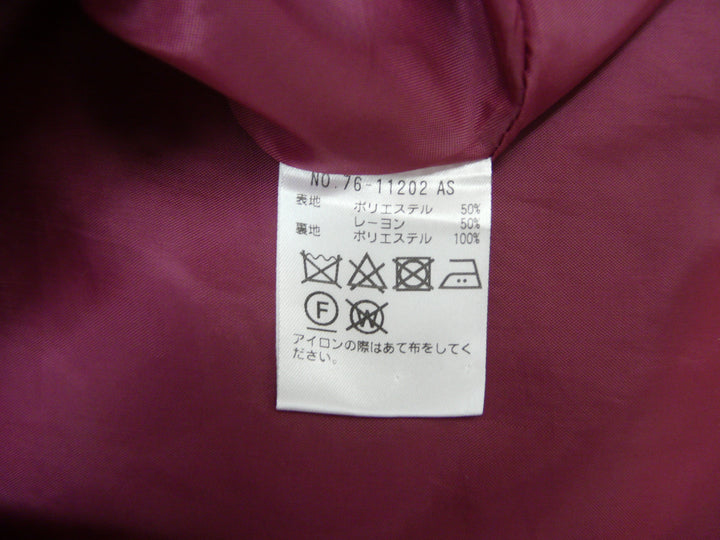 NO.76-11202 AS
表地 ポリエステル 50%
レーヨン 50%
裏地 ポリエステル 100%
F W
アイロンの際はあて布をしてく
ださい。